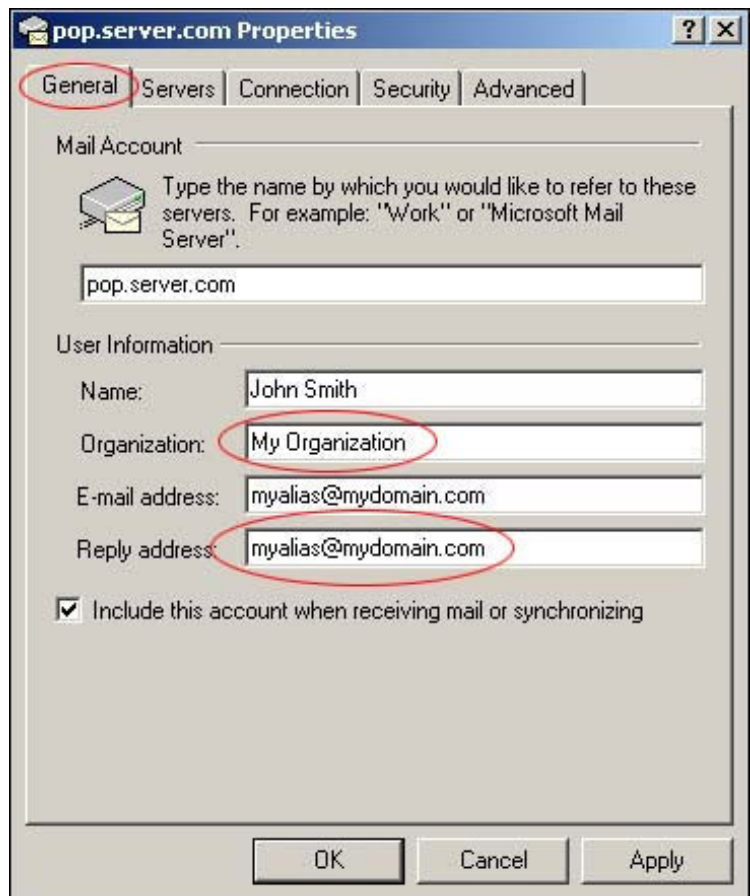 pop.server.com Properties
General Servers Connection Security Advanced
Mail Account
Type the name by which you would like to refer to these
servers. For example: "Work" or "Microsoft Mail
Server".
pop.server.com
User Information
Name: John Smith
Organization: My Organization
E-mail address: myalias@mydomain.com
Reply address: myalias@mydomain.com
Include this account when receiving mail or synchronizing
OK Cancel Apply